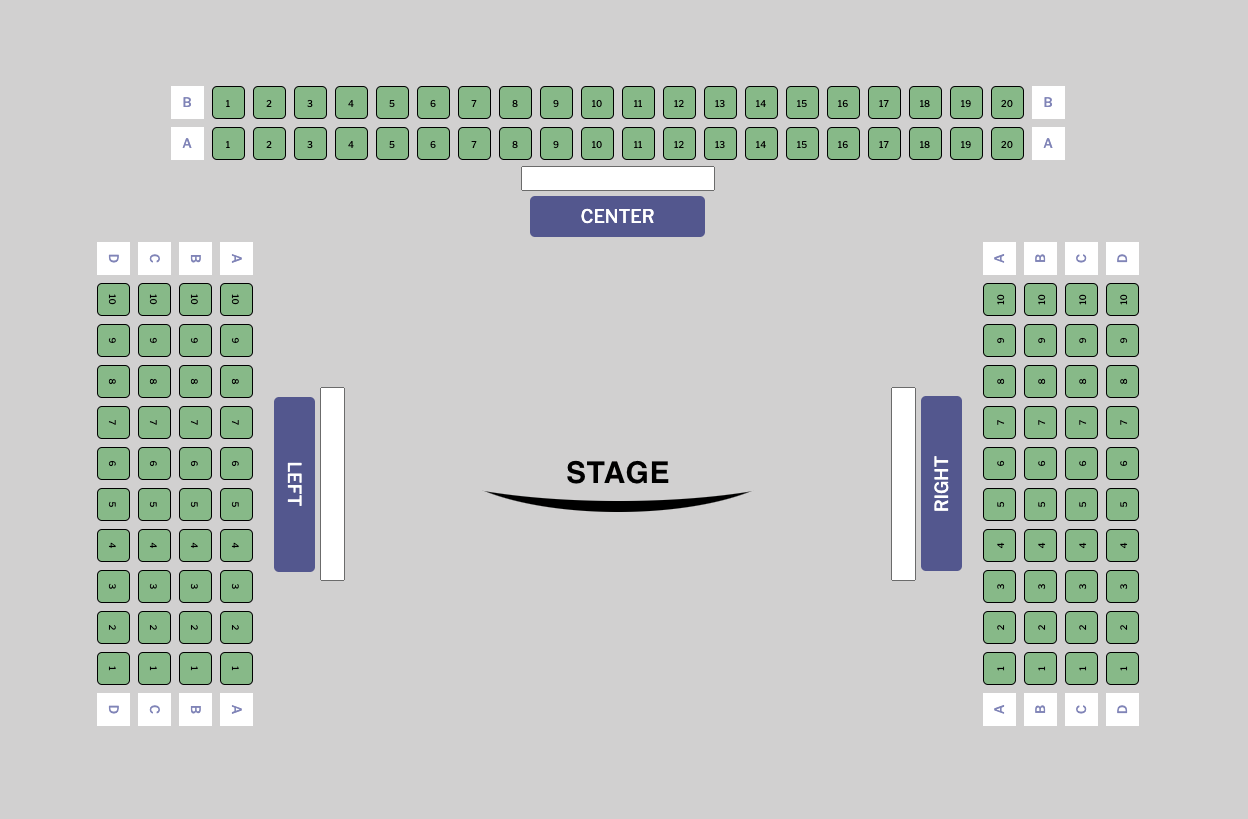 B 1 2 3 4 5 6 7 8 9 10 11 12 13 14 15 16 17 18 19 20 B
A 1 2 3 4 5 6 7 8 9 10 11 12 13 14 15 16 17 18 19 20 A
CENTER
D C B A A B C D
10 10 10 10 10 10 10 10
9 9 9 9 9 9 9 9
8 8 8 8 8 8 8 8
7 7 7 7 7 7 7 7
6 6 6 6 6 6 6 6
LEFT
STAGE
RIGHT
5 5 5 5 5 5 5 5
4 4 4 4 4 4 4 4
3 3 3 3 3 3 3 3
2 2 2 2 2 2 2 2
1 1 1 1 1 1 1 1
D C B A A B C D